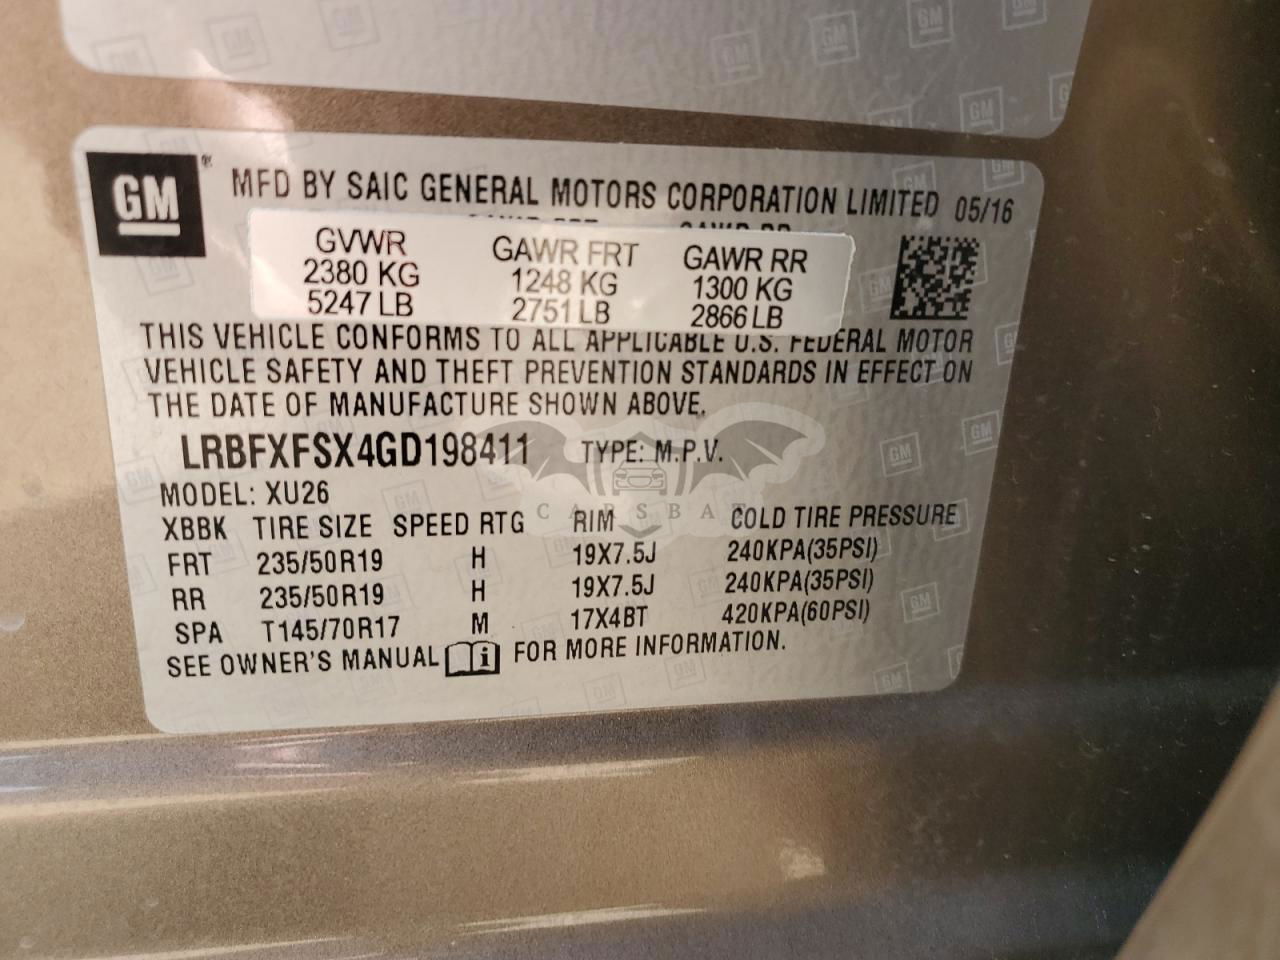 GM ® MFD BY SAIC GENERAL MOTORS CORPORATION LIMITED 05/16
GVWR GAWR FRT GAWR RR
2380 KG 1248 KG 1300 KG
5247 LB 2751 LB 2866 LB
THIS VEHICLE CONFORMS TO ALL APPLICABLE U.S. FEDERAL MOTOR
VEHICLE SAFETY AND THEFT PREVENTION STANDARDS IN EFFECT ON
THE DATE OF MANUFACTURE SHOWN ABOVE.
LRBFXFSX4GD198411 TYPE: M.P.V.
MODEL: XU26
CARSBAT
XBBK TIRE SIZE SPEED RTG RIM COLD TIRE PRESSURE
FRT 235/50R19 H 19X7.5J 240KPA(35PSI)
RR 235/50R19 H 19X7.5J 240KPA(35PSI)
SPA T145/70R17 M 17X4BT 420KPA(60PSI)
SEE OWNER'S MANUAL i FOR MORE INFORMATION.